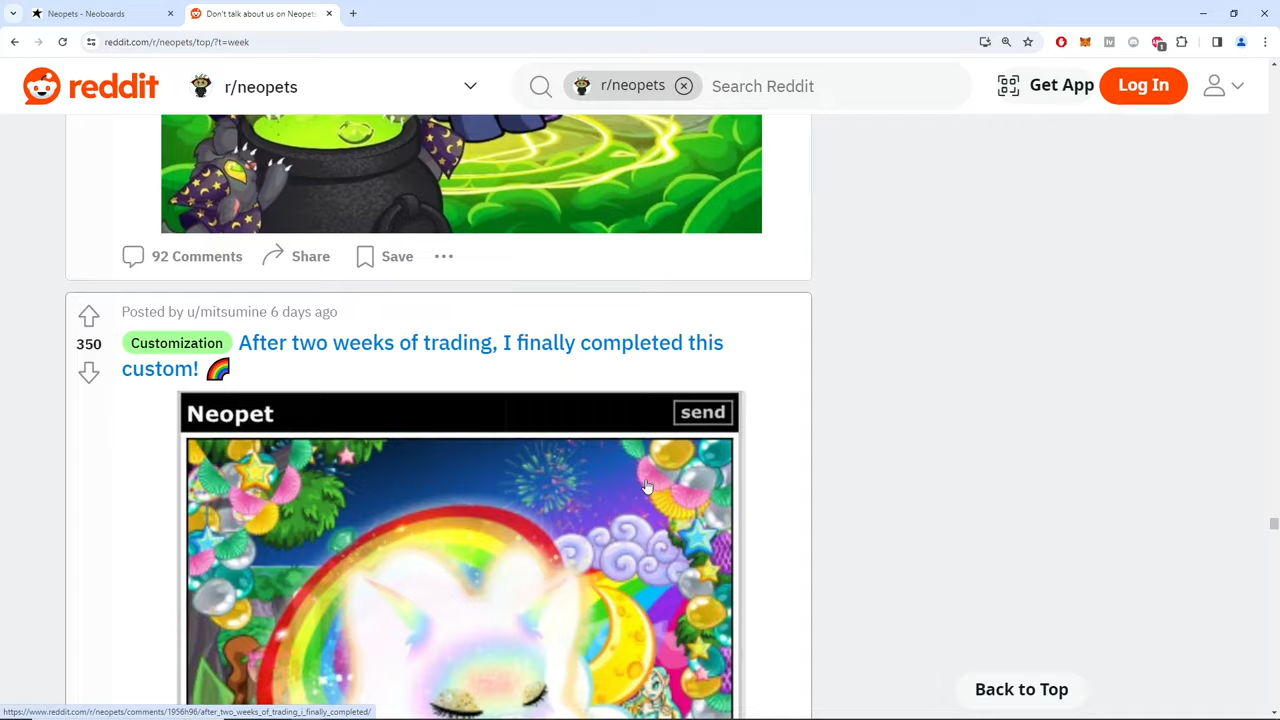 Neopets - Neoboards
Don't talk about us on Neopets
reddit.com/r/neopets/top/?t=week
reddit
r/neopets
r/neopets
Search Reddit
Get App
Log In
92 Comments
Share
Save
Posted by u/mitsumine 6 days ago
350
Customization After two weeks of trading, I finally completed this
custom! 🌈
Neopet
send
Back to Top
https://www.reddit.com/r/neopets/comments/1956h96/after_two_weeks_of_trading_i_finally_completed/